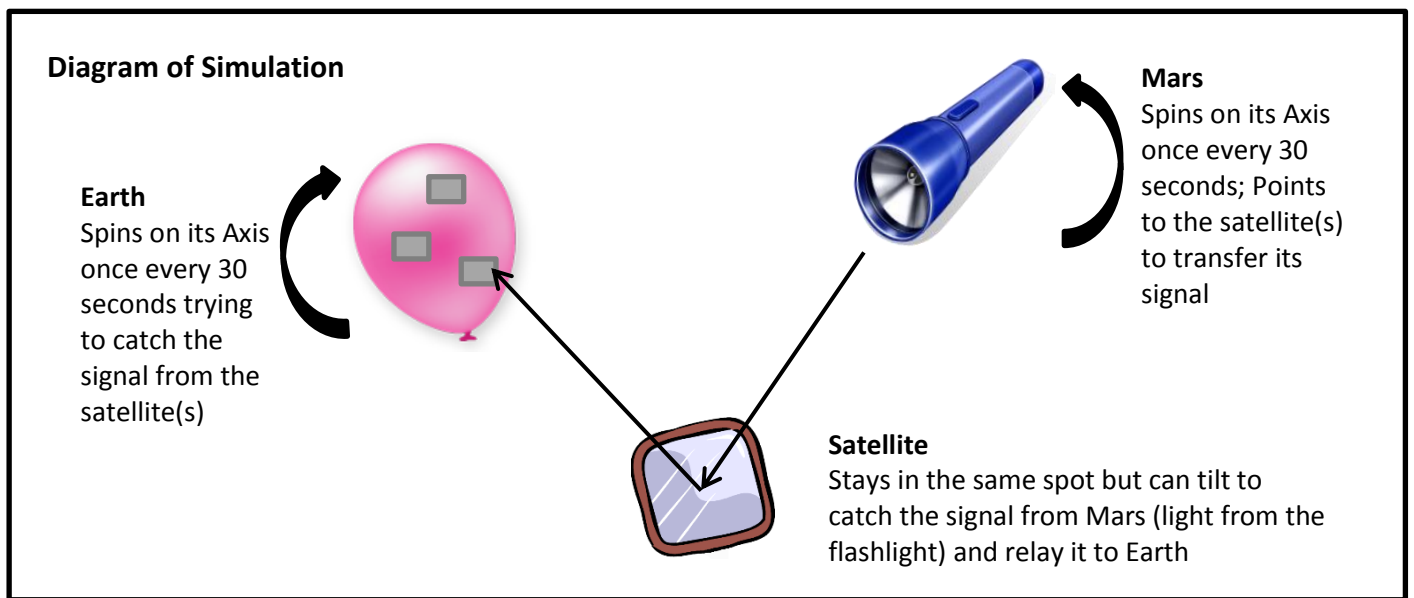 Diagram of Simulation
Earth
Spins on its Axis
once every 30
seconds trying
to catch the
signal from the
satellite(s)
Mars
Spins on its Axis
once every 30
seconds; Points
to the satellite(s)
to transfer its
signal
Satellite
Stays in the same spot but can tilt to
catch the signal from Mars (light from the
flashlight) and relay it to Earth